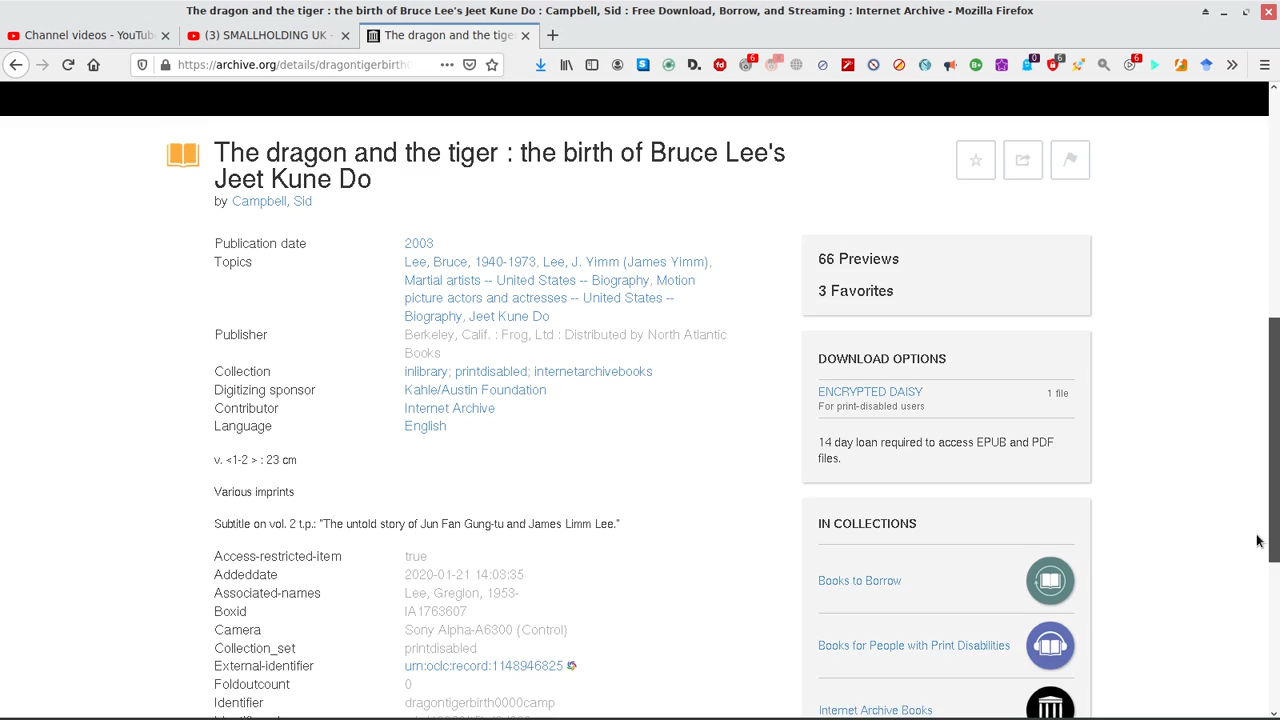 The dragon and the tiger : the birth of Bruce Lee's Jeet Kune Do : Campbell, Sid : Free Download, Borrow, and Streaming : Internet Archive - Mozilla Firefox
Channel videos - YouTube
(3) SMALLHOLDING UK -
The dragon and the tige
https://archive.org/details/dragontigerbirth0
The dragon and the tiger : the birth of Bruce Lee's
Jeet Kune Do
by Campbell, Sid
Publication date 2003
Topics Lee, Bruce, 1940-1973, Lee, J. Yimm (James Yimm),
Martial artists -- United States -- Biography, Motion
picture actors and actresses -- United States --
Biography, Jeet Kune Do
Publisher Berkeley, Calif. : Frog, Ltd : Distributed by North Atlantic
Books
Collection inlibrary; printdisabled; internetarchivebooks
Digitizing sponsor Kahle/Austin Foundation
Contributor Internet Archive
Language English
v. <1-2 > : 23 cm
Various imprints
Subtitle on vol. 2 t.p.: "The untold story of Jun Fan Gung-tu and James Limm Lee."
Access-restricted-item true
Addeddate 2020-01-21 14:03:35
Associated-names Lee, Greglon, 1953-
Boxid IA1763607
Camera Sony Alpha-A6300 (Control)
Collection_set printdisabled
External-identifier urn:oclc:record:1148946825
Foldoutcount 0
Identifier dragontigerbirth0000camp
66 Previews
3 Favorites
DOWNLOAD OPTIONS
ENCRYPTED DAISY 1 file
For print-disabled users
14 day loan required to access EPUB and PDF
files.
IN COLLECTIONS
Books to Borrow
Books for People with Print Disabilities
Internet Archive Books